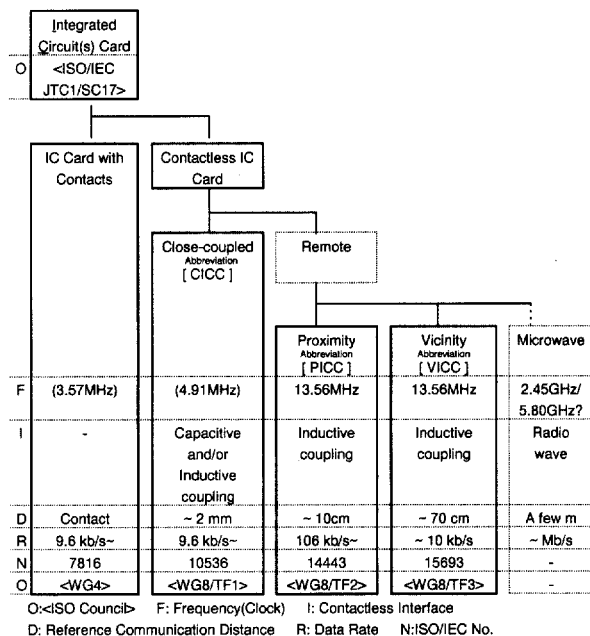 Integrated
Circuit(s) Card
O <ISO/IEC
JTC1/SC17>
IC Card with
Contacts
Contactless IC
Card
Close-coupled
Abbreviation
[ CICC ]
Remote
Proximity
Abbreviation
[ PICC ]
Vicinity
Abbreviation
[ VICC ]
Microwave
F (3.57MHz) (4.91MHz) 13.56MHz 13.56MHz 2.45GHz/
5.80GHz?
I - Capacitive Inductive Inductive Radio
and/or coupling coupling wave
Inductive
coupling
D Contact ~ 2 mm ~ 10cm ~ 70 cm A few m
R 9.6 kb/s~ 9.6 kb/s~ 106 kb/s~ ~ 10 kb/s ~ Mb/s
N 7816 10536 14443 15693 -
O <WG4> <WG8/TF1> <WG8/TF2> <WG8/TF3> -
O:<ISO Council> F: Frequency(Clock) I: Contactless Interface
D: Reference Communication Distance R: Data Rate N:ISO/IEC No.